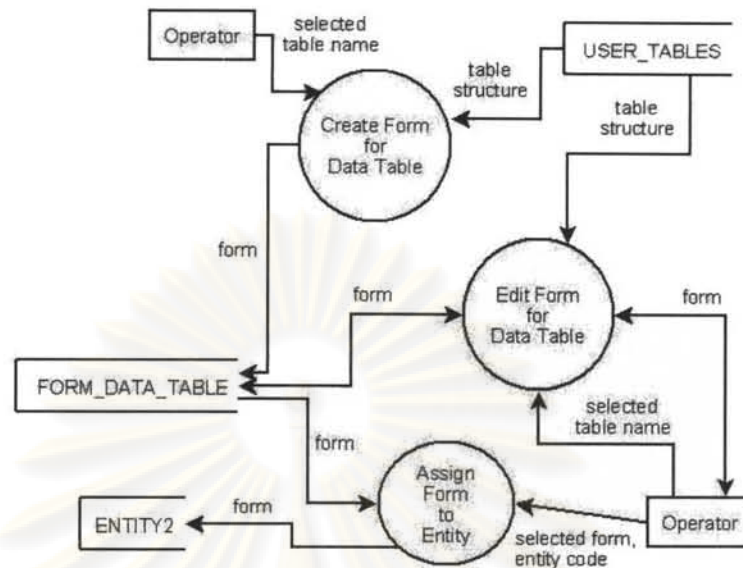 Operator
selected
table name
USER_TABLES
table
structure
table
structure
Create Form
for
Data Table
form
form
Edit Form
for
Data Table
form
FORM_DATA_TABLE
selected
table name
form
Assign
Form
to
Entity
form
ENTITY2
Operator
selected form,
entity code